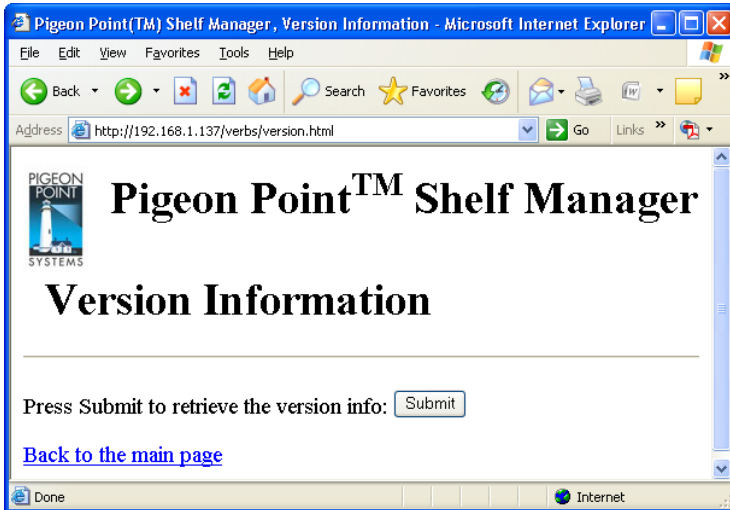 Pigeon Point(TM) Shelf Manager, Version Information - Microsoft Internet Explorer
File Edit View Favorites Tools Help
Back Search Favorites »
Address http://192.168.1.137/verbs/version.html Go Links »
PIGEON
POINT
SYSTEMS
Pigeon Point™ Shelf Manager
Version Information
Press Submit to retrieve the version info: Submit
Back to the main page
Done Internet